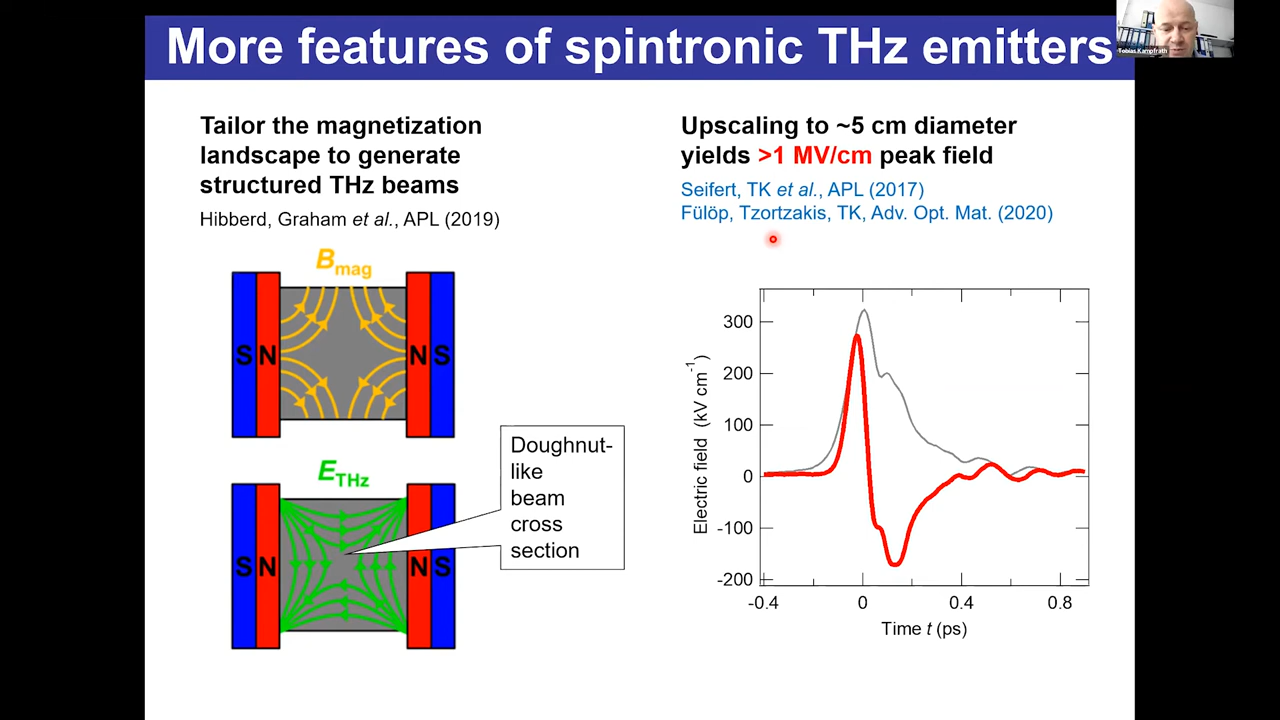 More features of spintronic THz emitters
Tobias Kampfrath
Tailor the magnetization
landscape to generate
structured THz beams
Hibberd, Graham et al., APL (2019)
Bmag
S N N S
ETHz
S N N S
Doughnut-
like
beam
cross
section
Upscaling to ~5 cm diameter
yields >1 MV/cm peak field
Seifert, TK et al., APL (2017)
Fülöp, Tzortzakis, TK, Adv. Opt. Mat. (2020)
Electric field (kV cm-1)
300
200
100
0
-100
-200
-0.4 0 0.4 0.8
Time t (ps)